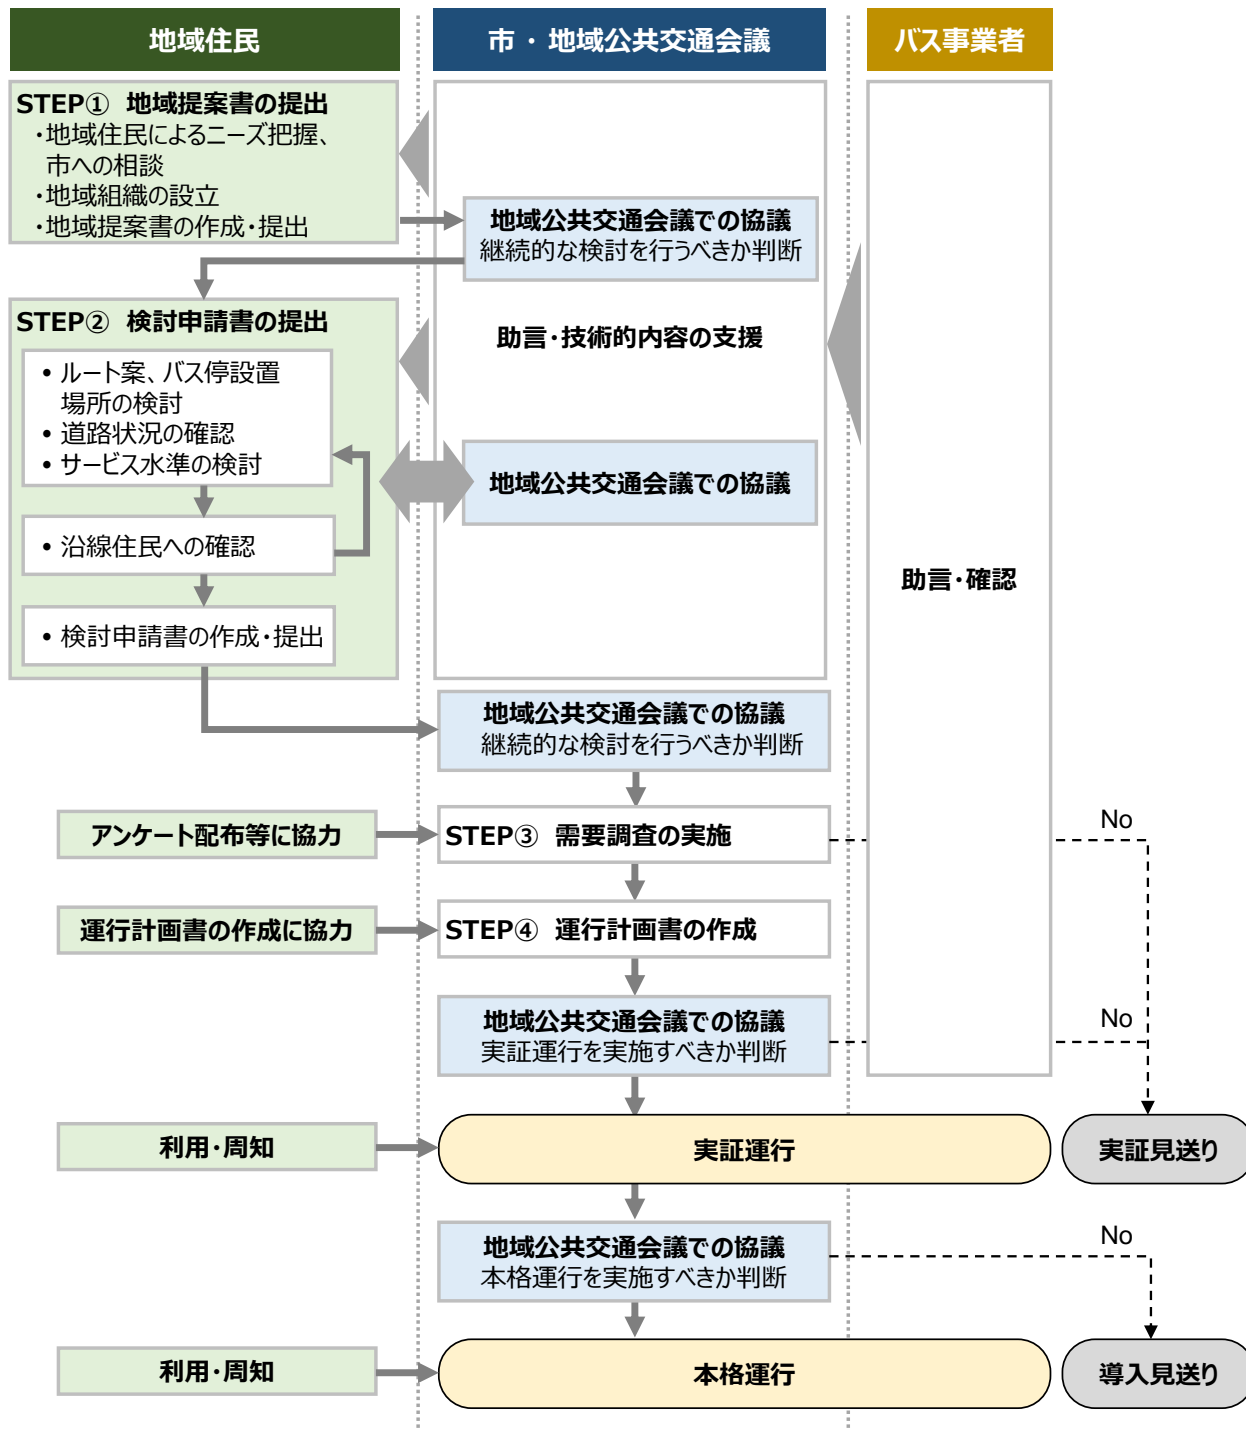 地域住民
市・地域公共交通会議
バス事業者
STEP① 地域提案書の提出
・地域住民によるニーズ把握、
市への相談
・地域組織の設立
・地域提案書の作成・提出
地域公共交通会議での協議
継続的な検討を行うべきか判断
STEP② 検討申請書の提出
• ルート案、バス停設置
場所の検討
• 道路状況の確認
• サービス水準の検討
助言・技術的内容の支援
地域公共交通会議での協議
• 沿線住民への確認
• 検討申請書の作成・提出
助言・確認
地域公共交通会議での協議
継続的な検討を行うべきか判断
アンケート配布等に協力
STEP③ 需要調査の実施
No
運行計画書の作成に協力
STEP④ 運行計画書の作成
地域公共交通会議での協議
実証運行を実施すべきか判断
No
利用・周知
実証運行
実証見送り
地域公共交通会議での協議
本格運行を実施すべきか判断
No
利用・周知
本格運行
導入見送り